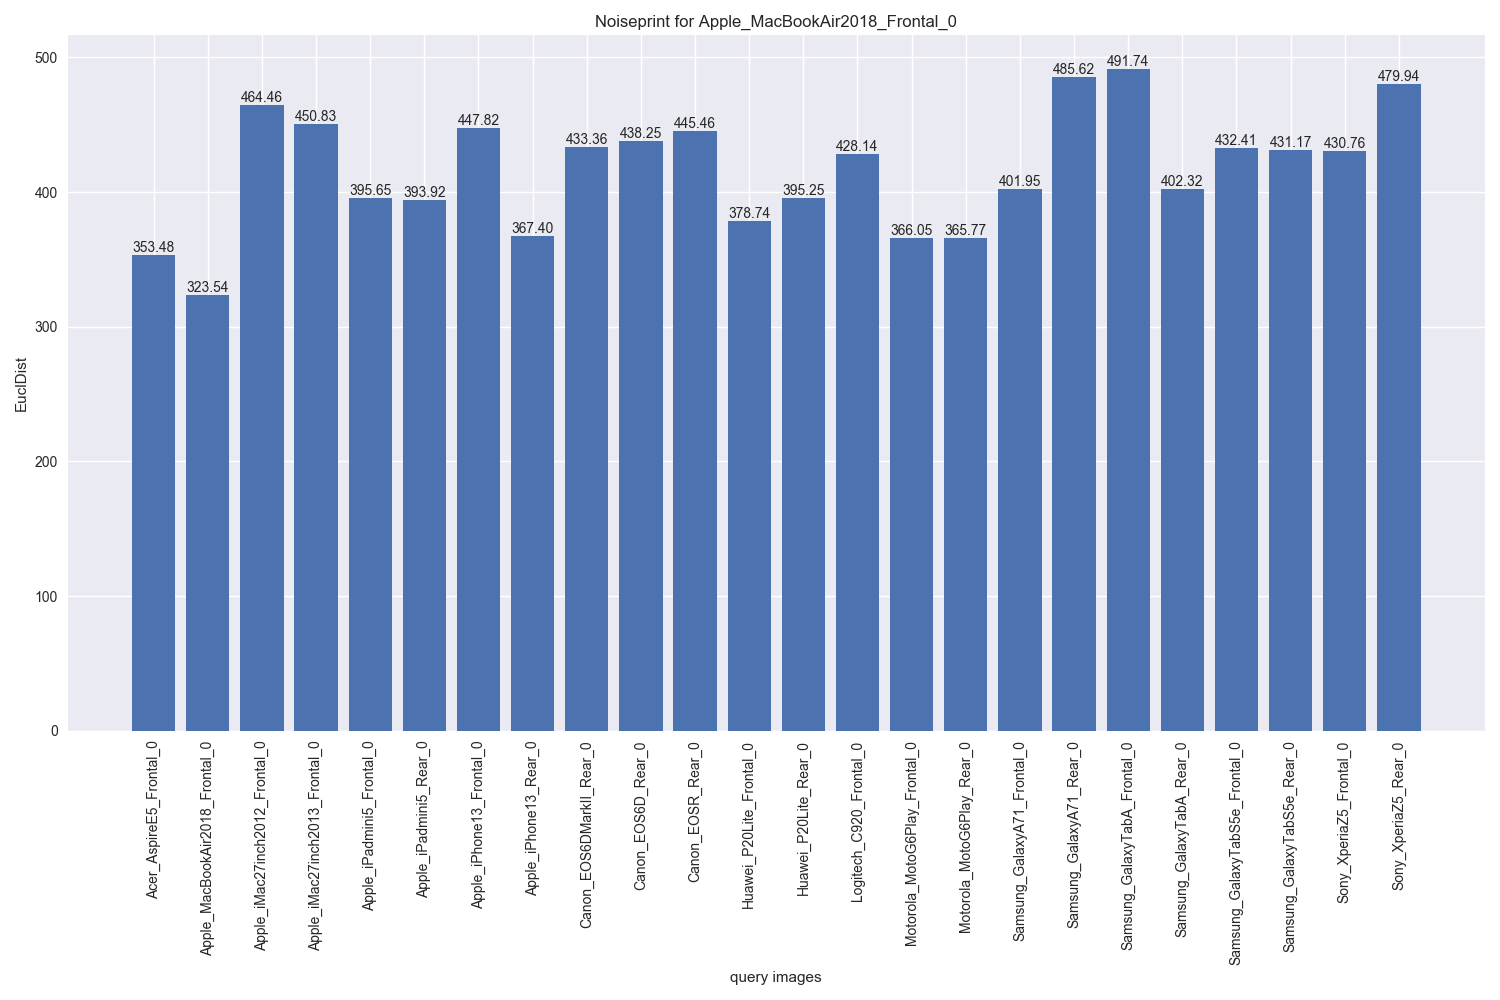 Noiseprint for Apple_MacBookAir2018_Frontal_0
EuclDist
500
400
300
200
100
0
353.48
323.54
464.46
450.83
395.65
393.92
447.82
367.40
433.36
438.25
445.46
378.74
395.25
428.14
366.05
365.77
401.95
485.62
491.74
402.32
432.41
431.17
430.76
479.94
Acer_AspireE5_Frontal_0
Apple_MacBookAir2018_Frontal_0
Apple_iMac27inch2012_Frontal_0
Apple_iMac27inch2013_Frontal_0
Apple_iPadmini5_Frontal_0
Apple_iPadmini5_Rear_0
Apple_iPhone13_Frontal_0
Apple_iPhone13_Rear_0
Canon_EOS6DMarkII_Rear_0
Canon_EOS6D_Rear_0
Canon_EOSR_Rear_0
Huawei_P20Lite_Frontal_0
Huawei_P20Lite_Rear_0
Logitech_C920_Frontal_0
Motorola_MotoG6Play_Frontal_0
Motorola_MotoG6Play_Rear_0
Samsung_GalaxyA71_Frontal_0
Samsung_GalaxyA71_Rear_0
Samsung_GalaxyTabA_Frontal_0
Samsung_GalaxyTabA_Rear_0
Samsung_GalaxyTabS5e_Frontal_0
Samsung_GalaxyTabS5e_Rear_0
Sony_XperiaZ5_Frontal_0
Sony_XperiaZ5_Rear_0
query images